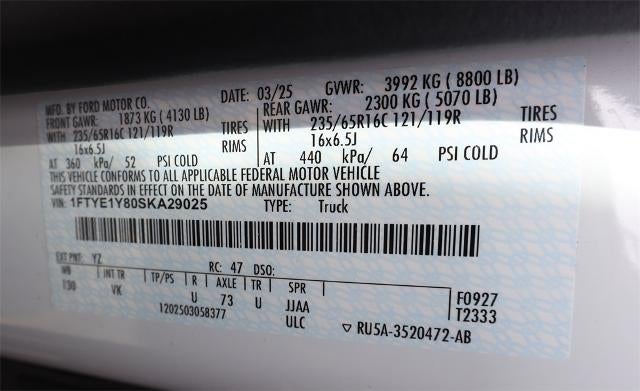 MFD. BY FORD MOTOR CO. DATE: 03/25 GVWR: 3992 KG ( 8800 LB)
FRONT GAWR: 1873 KG ( 4130 LB) REAR GAWR: 2300 KG ( 5070 LB)
WITH 235/65R16C 121/119R TIRES WITH 235/65R16C 121/119R TIRES
16x6.5J RIMS 16x6.5J RIMS
AT 360 kPa/ 52 PSI COLD AT 440 kPa/ 64 PSI COLD
THIS VEHICLE CONFORMS TO ALL APPLICABLE FEDERAL MOTOR VEHICLE
SAFETY STANDARDS IN EFFECT ON THE DATE OF MANUFACTURE SHOWN ABOVE.
VIN: 1FTYE1Y80SKA29025 TYPE: Truck
EXT PNT: YZ RC: 47 DSO:
WB INT TR TP/PS R AXLE TR SPR
130 VK U 73 U JJAA F0927
1202503058377 ULC T2333
▽ RU5A-3520472-AB